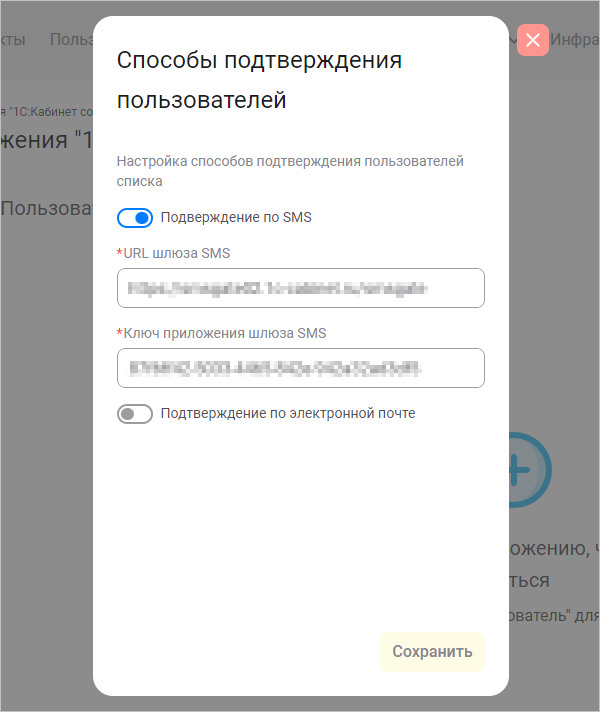 кты
Польз
Инфра
я "1С:Кабинет со
жения "1
Пользоват
Способы подтверждения
пользователей
Настройка способов подтверждения пользователей
списка
Подверждение по SMS
*URL шлюза SMS
*Ключ приложения шлюза SMS
Подтверждение по электронной почте
ожению, ч
ться
ователь" для
Сохранить